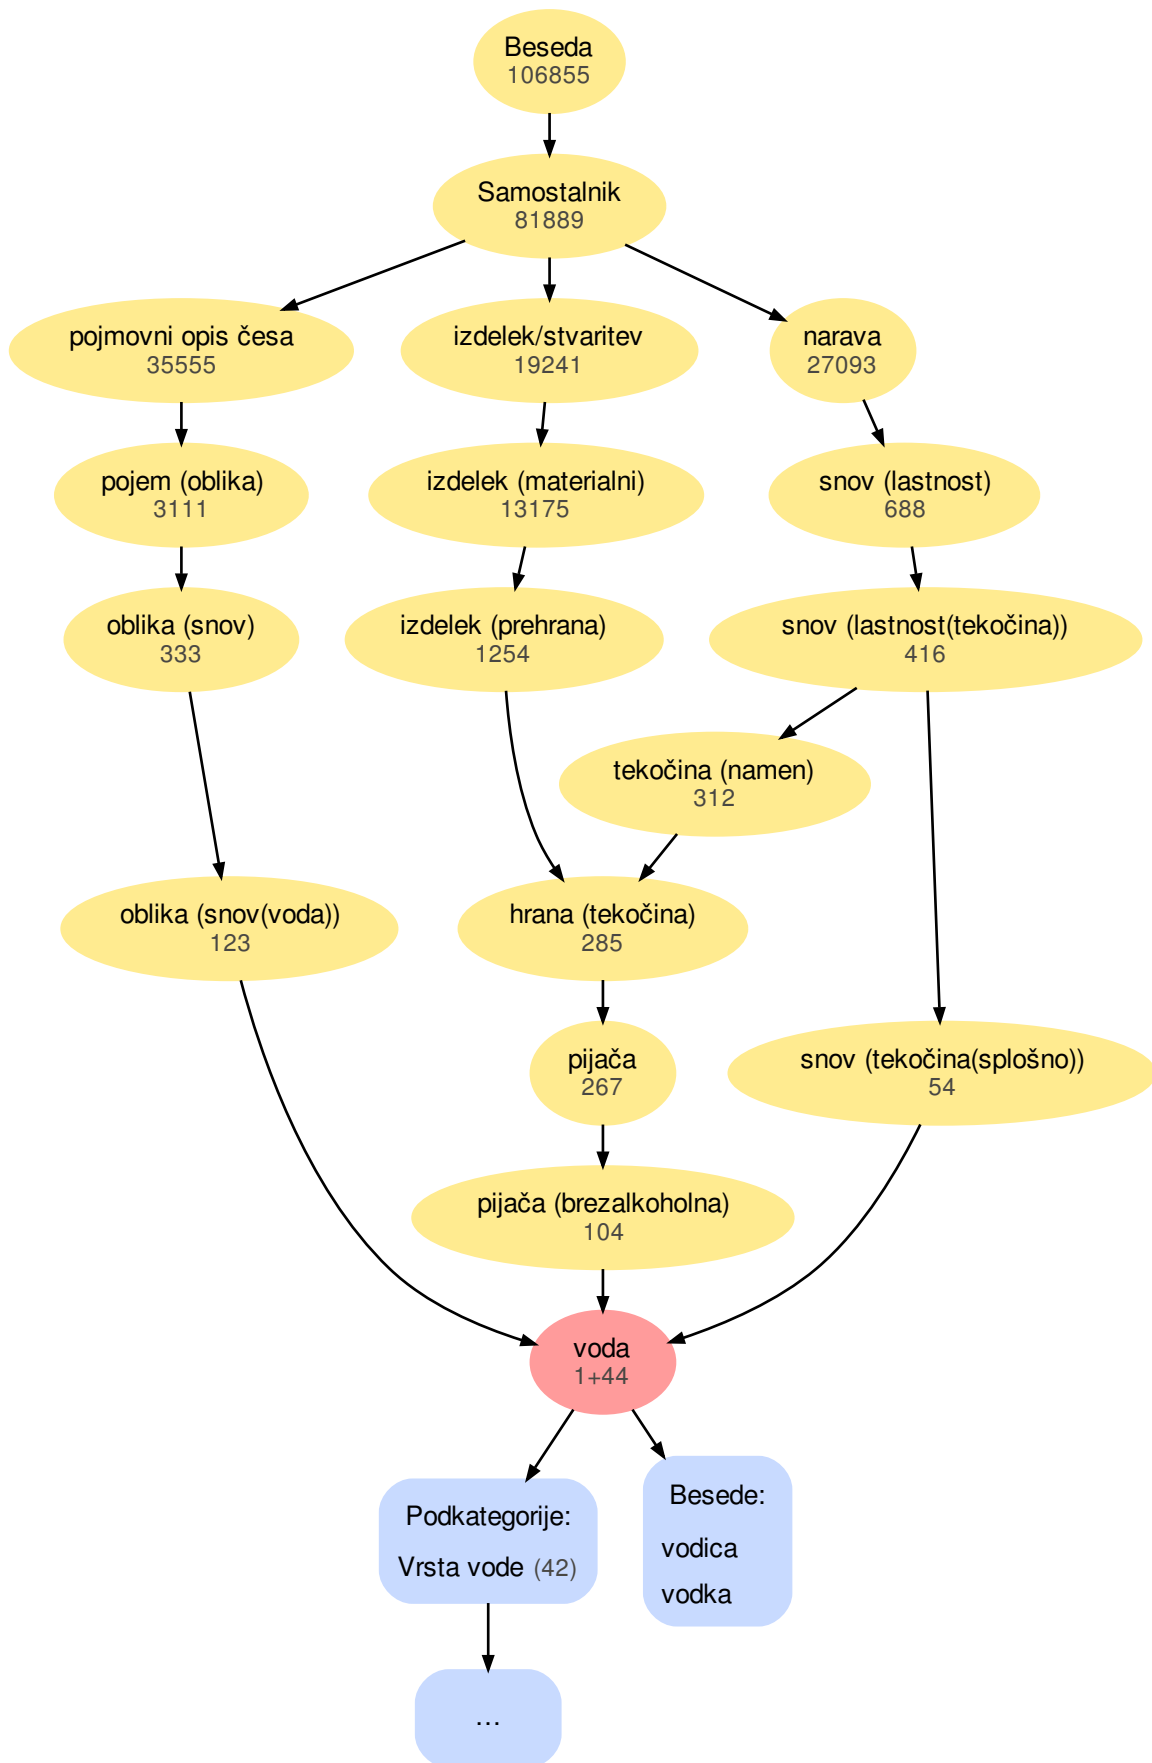 Beseda
106855
Samostalnik
81889
pojmovni opis česa
35555
izdelek/stvaritev
19241
narava
27093
pojem (oblika)
3111
izdelek (materialni)
13175
snov (lastnost)
688
oblika (snov)
333
izdelek (prehrana)
1254
snov (lastnost(tekočina))
416
tekočina (namen)
312
oblika (snov(voda))
123
hrana (tekočina)
285
pijača
267
snov (tekočina(splošno))
54
pijača (brezalkoholna)
104
voda
1+44
Podkategorije:
Vrsta vode (42)
Besede:
vodica
vodka
...